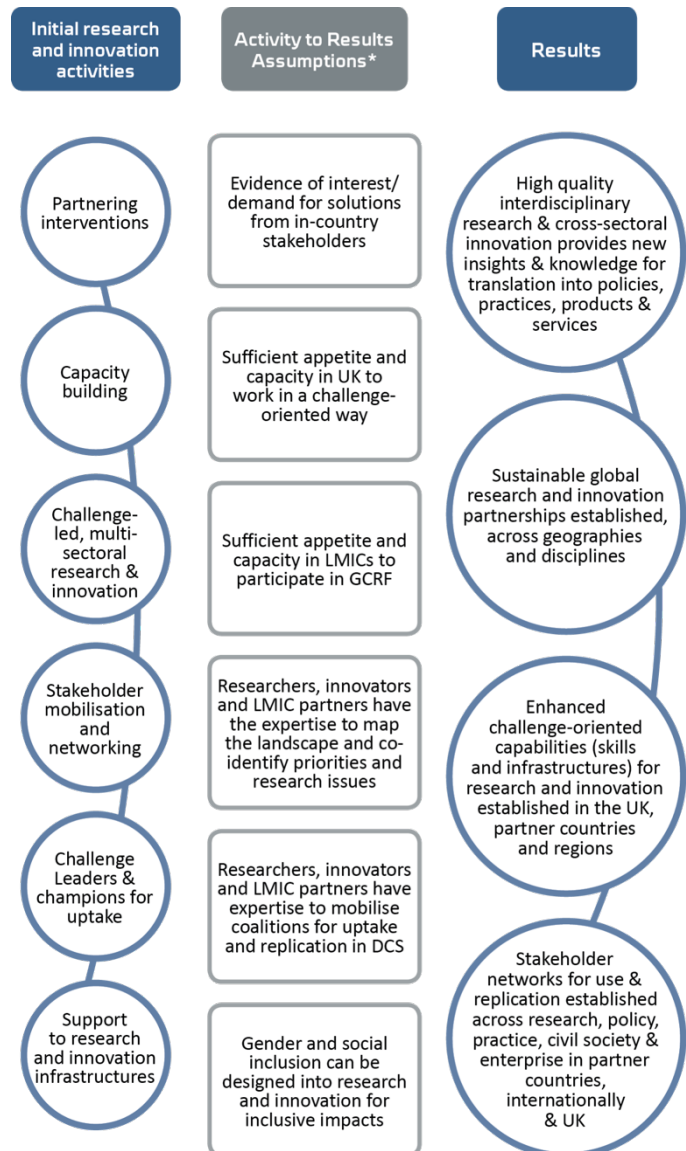 Initial research
and innovation
activities
Activity to Results
Assumptions*
Results
Partnering
interventions
Capacity
building
Challenge-
led, multi-
sectoral
research &
innovation
Stakeholder
mobilisation
and
networking
Challenge
Leaders &
champions for
uptake
Support
to research
and innovation
infrastructures
Evidence of interest/
demand for solutions
from in-country
stakeholders
Sufficient appetite and
capacity in UK to
work in a challenge-
oriented way
Sufficient appetite and
capacity in LMICs to
participate in GCRF
Researchers, innovators
and LMIC partners have
the expertise to map
the landscape and co-
identify priorities and
research issues
Researchers, innovators
and LMIC partners have
expertise to mobilise
coalitions for uptake
and replication in DCS
Gender and social
inclusion can be
designed into research
and innovation for
inclusive impacts
High quality
interdisciplinary
research & cross-sectoral
innovation provides new
insights & knowledge for
translation into policies,
practices, products &
services
Sustainable global
research and innovation
partnerships established,
across geographies
and disciplines
Enhanced
challenge-oriented
capabilities (skills
and infrastructures) for
research and innovation
established in the UK,
partner countries
and regions
Stakeholder
networks for use &
replication established
across research, policy,
practice, civil society &
enterprise in partner
countries,
internationally
& UK